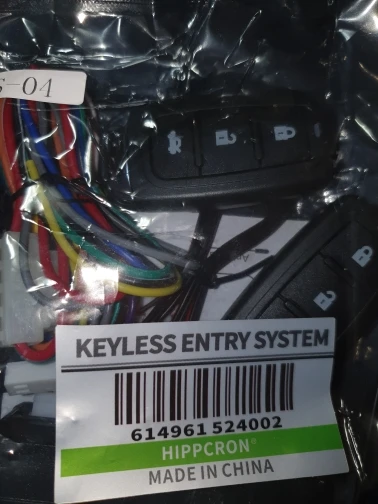 -04
KEYLESS ENTRY SYSTEM
614961 524002
HIPPCRON®
MADE IN CHINA